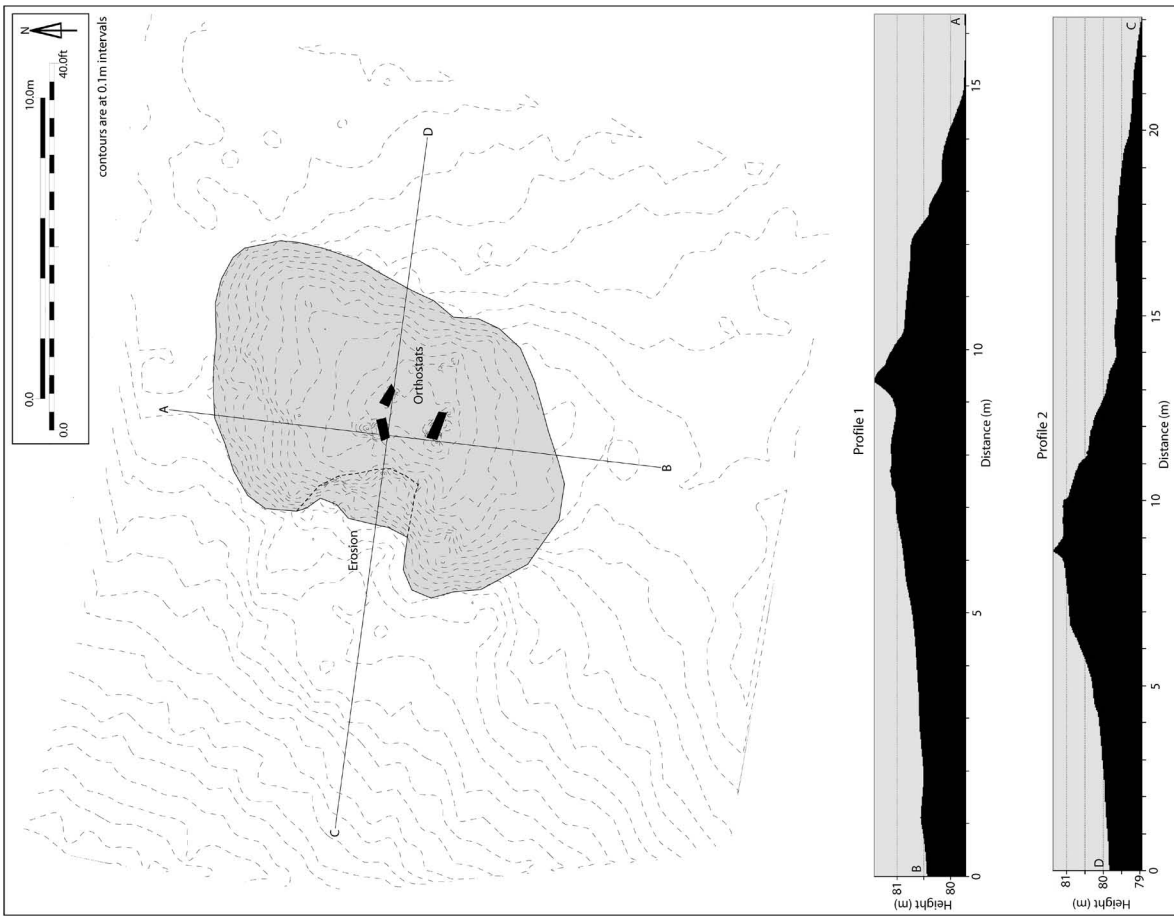 N
0.0 10.0m
0.0 40.0ft
contours are at 0.1m intervals
A
B
C
D
Erosion
Orthostats
Profile 1
Height (m)
81
80
B
A
0 5 10 15
Distance (m)
Profile 2
Height (m)
81
80
79
D
C
0 5 10 15 20
Distance (m)